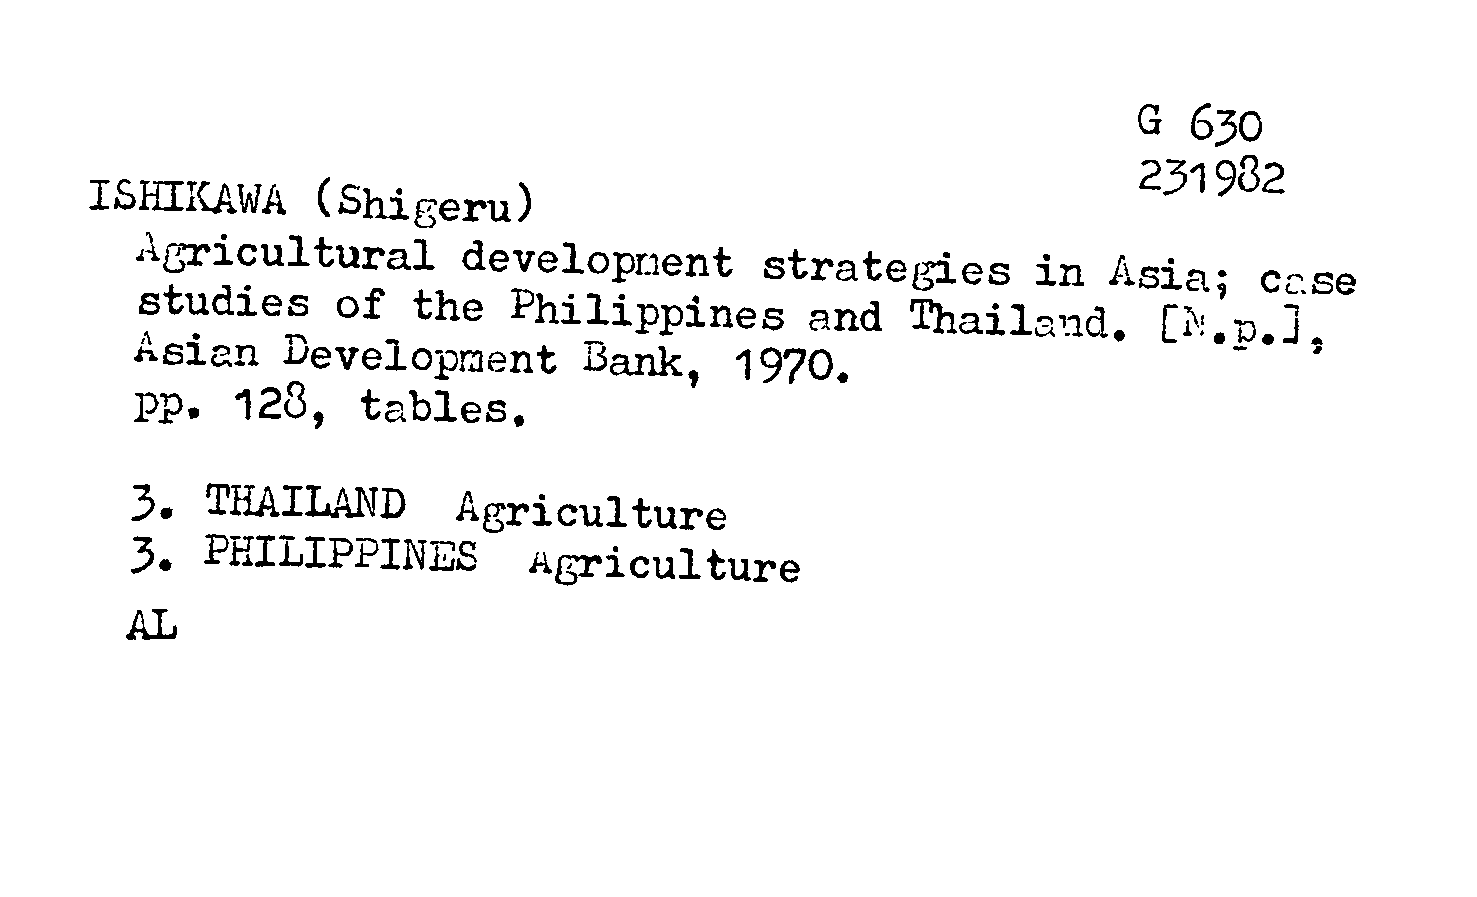 G 630
231982
ISHIKAWA (Shigeru)
Agricultural development strategies in Asia; case
studies of the Philippines and Thailand. [N.p.],
Asian Development Bank, 1970.
pp. 128, tables.
3. THAILAND Agriculture
3. PHILIPPINES Agriculture
AL